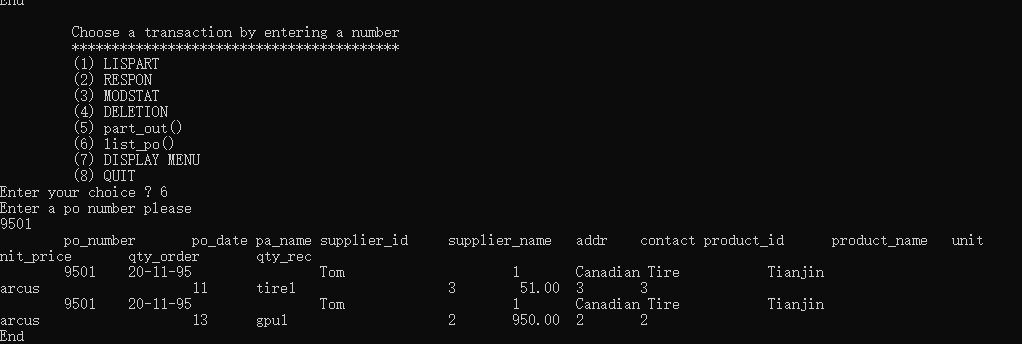 End
Choose a transaction by entering a number
*****************************************
(1) LISPART
(2) RESPON
(3) MODSTAT
(4) DELETION
(5) part_out()
(6) list_po()
(7) DISPLAY MENU
(8) QUIT
Enter your choice ? 6
Enter a po number please
9501
po_number po_date pa_name supplier_id supplier_name addr contact product_id product_name unit
nit_price qty_order qty_rec
9501 20-11-95 Tom 1 Canadian Tire Tianjin
arcus 11 tire1 3 51.00 3 3
9501 20-11-95 Tom 1 Canadian Tire Tianjin
arcus 13 gpu1 2 950.00 2 2
End